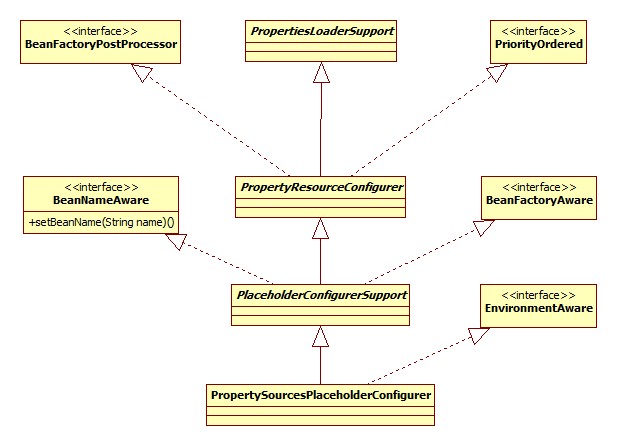 <<interface>>
BeanFactoryPostProcessor
PropertiesLoaderSupport
<<interface>>
PriorityOrdered
<<interface>>
BeanNameAware
+setBeanName(String name)()
PropertyResourceConfigurer
<<interface>>
BeanFactoryAware
PlaceholderConfigurerSupport
<<interface>>
EnvironmentAware
PropertySourcesPlaceholderConfigurer